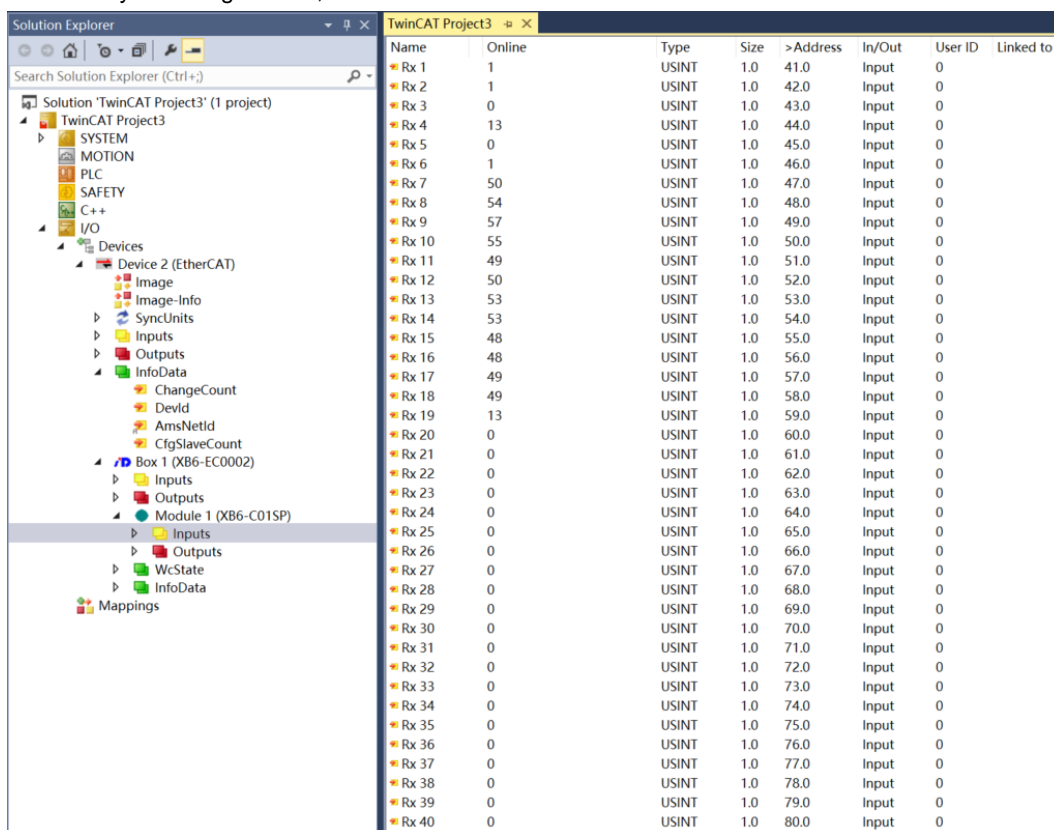 Solution Explorer
Search Solution Explorer (Ctrl+;)
Solution 'TwinCAT Project3' (1 project)
TwinCAT Project3
SYSTEM
MOTION
PLC
SAFETY
C++
I/O
Devices
Device 2 (EtherCAT)
Image
Image-Info
SyncUnits
Inputs
Outputs
InfoData
ChangeCount
DevId
AmsNetId
CfgSlaveCount
Box 1 (XB6-EC0002)
Inputs
Outputs
Module 1 (XB6-C01SP)
Inputs
Outputs
WcState
InfoData
Mappings
TwinCAT Project3
Name Online Type Size >Address In/Out User ID Linked to
Rx 1 1 USINT 1.0 41.0 Input 0
Rx 2 1 USINT 1.0 42.0 Input 0
Rx 3 0 USINT 1.0 43.0 Input 0
Rx 4 13 USINT 1.0 44.0 Input 0
Rx 5 0 USINT 1.0 45.0 Input 0
Rx 6 1 USINT 1.0 46.0 Input 0
Rx 7 50 USINT 1.0 47.0 Input 0
Rx 8 54 USINT 1.0 48.0 Input 0
Rx 9 57 USINT 1.0 49.0 Input 0
Rx 10 55 USINT 1.0 50.0 Input 0
Rx 11 49 USINT 1.0 51.0 Input 0
Rx 12 50 USINT 1.0 52.0 Input 0
Rx 13 53 USINT 1.0 53.0 Input 0
Rx 14 53 USINT 1.0 54.0 Input 0
Rx 15 48 USINT 1.0 55.0 Input 0
Rx 16 48 USINT 1.0 56.0 Input 0
Rx 17 49 USINT 1.0 57.0 Input 0
Rx 18 49 USINT 1.0 58.0 Input 0
Rx 19 13 USINT 1.0 59.0 Input 0
Rx 20 0 USINT 1.0 60.0 Input 0
Rx 21 0 USINT 1.0 61.0 Input 0
Rx 22 0 USINT 1.0 62.0 Input 0
Rx 23 0 USINT 1.0 63.0 Input 0
Rx 24 0 USINT 1.0 64.0 Input 0
Rx 25 0 USINT 1.0 65.0 Input 0
Rx 26 0 USINT 1.0 66.0 Input 0
Rx 27 0 USINT 1.0 67.0 Input 0
Rx 28 0 USINT 1.0 68.0 Input 0
Rx 29 0 USINT 1.0 69.0 Input 0
Rx 30 0 USINT 1.0 70.0 Input 0
Rx 31 0 USINT 1.0 71.0 Input 0
Rx 32 0 USINT 1.0 72.0 Input 0
Rx 33 0 USINT 1.0 73.0 Input 0
Rx 34 0 USINT 1.0 74.0 Input 0
Rx 35 0 USINT 1.0 75.0 Input 0
Rx 36 0 USINT 1.0 76.0 Input 0
Rx 37 0 USINT 1.0 77.0 Input 0
Rx 38 0 USINT 1.0 78.0 Input 0
Rx 39 0 USINT 1.0 79.0 Input 0
Rx 40 0 USINT 1.0 80.0 Input 0